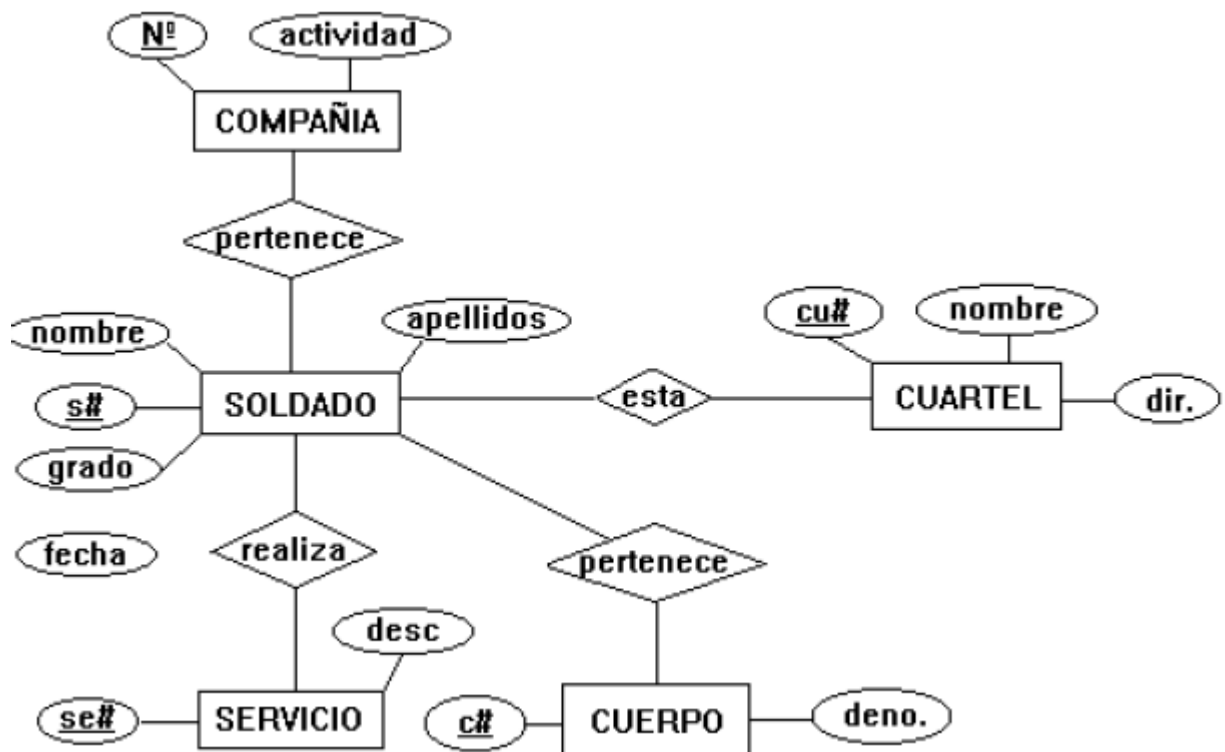 Nº
actividad
COMPAÑIA
pertenece
nombre
apellidos
cu#
nombre
s#
SOLDADO
esta
CUARTEL
dir.
grado
fecha
realiza
pertenece
desc
se#
SERVICIO
c#
CUERPO
deno.